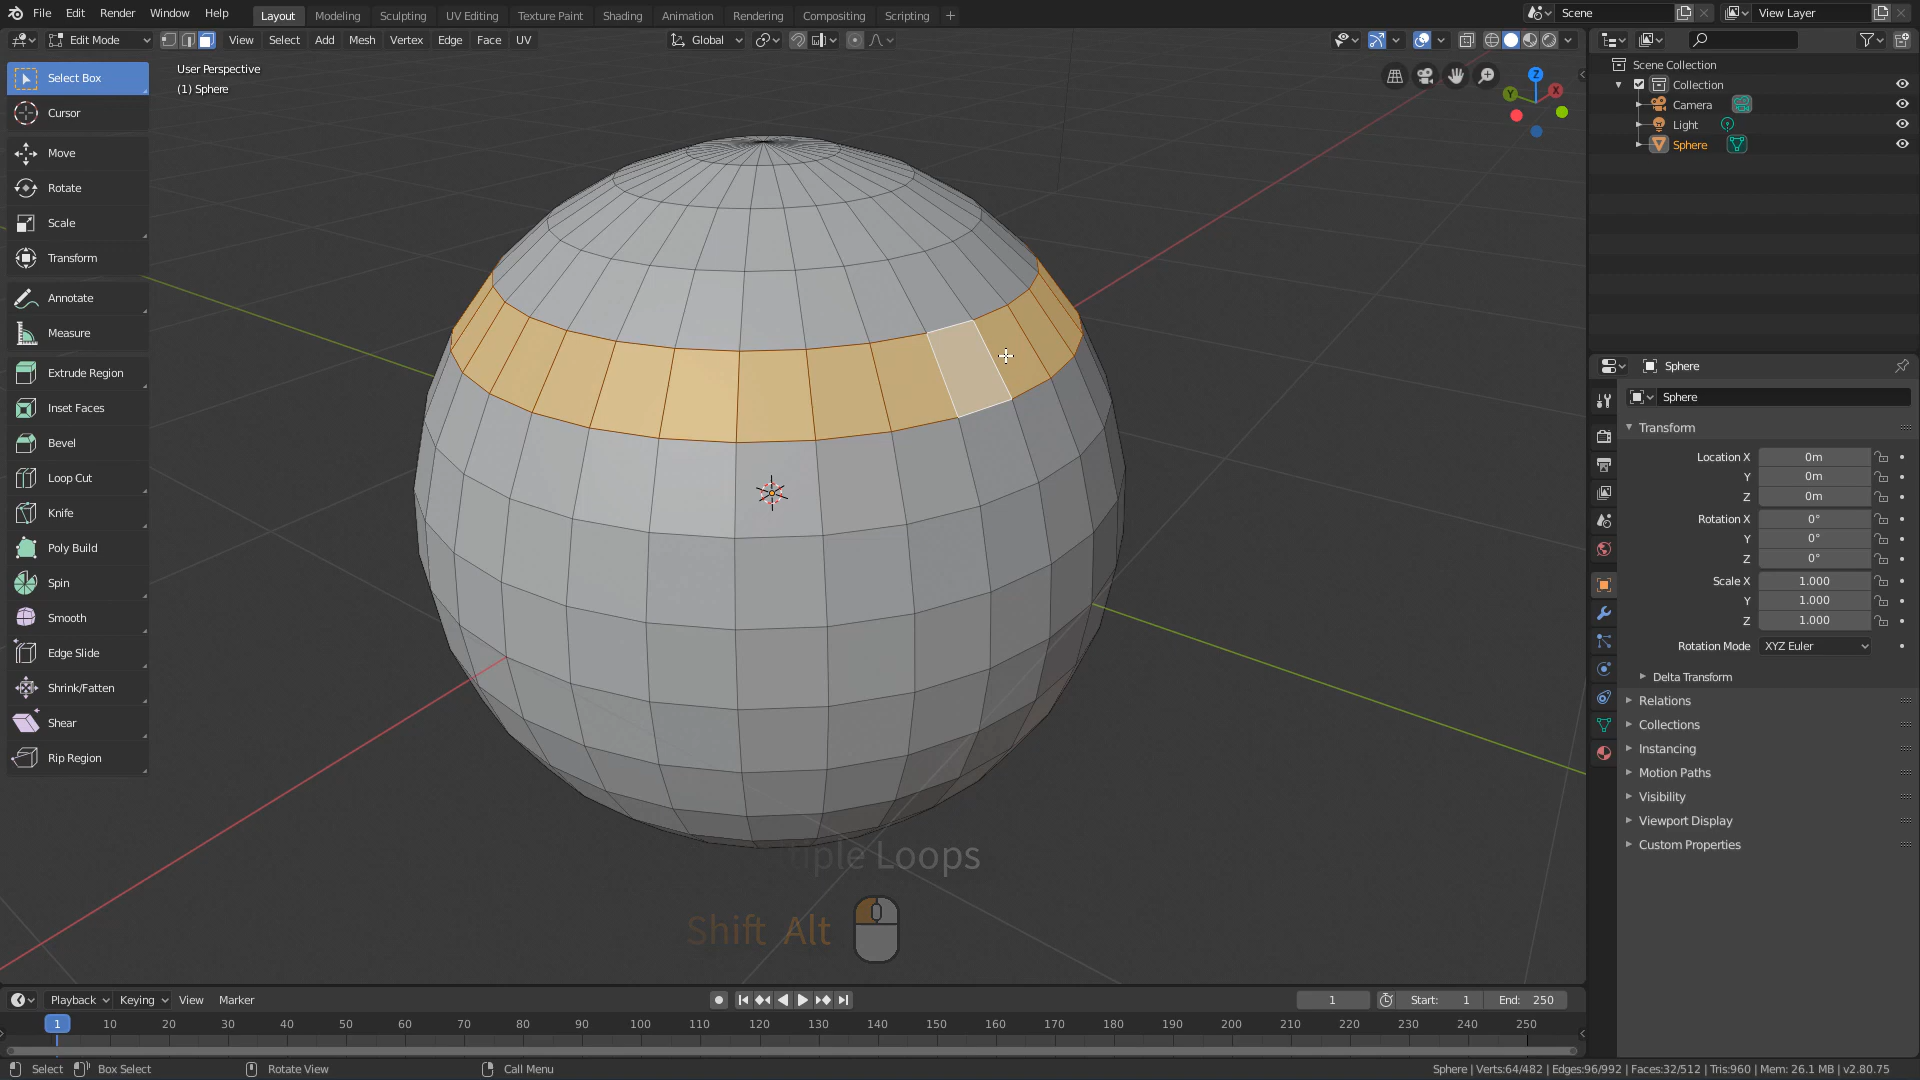 File Edit Render Window Help Layout Modeling Sculpting UV Editing Texture Paint Shading Animation Rendering Compositing Scripting + Scene View Layer
Edit Mode View Select Add Mesh Vertex Edge Face UV Global
User Perspective
(1) Sphere
Select Box
Cursor
Move
Rotate
Scale
Transform
Annotate
Measure
Extrude Region
Inset Faces
Bevel
Loop Cut
Knife
Poly Build
Spin
Smooth
Edge Slide
Shrink/Fatten
Shear
Rip Region
Z
X
Y
Loops
Shift Alt
Scene Collection
Collection
Camera
Light
Sphere
Sphere
Sphere
Transform
Location X 0m
Y 0m
Z 0m
Rotation X 0°
Y 0°
Z 0°
Scale X 1.000
Y 1.000
Z 1.000
Rotation Mode XYZ Euler
Delta Transform
Relations
Collections
Instancing
Motion Paths
Visibility
Viewport Display
Custom Properties
Playback Keying View Marker 1 Start: 1 End: 250
1 10 20 30 40 50 60 70 80 90 100 110 120 130 140 150 160 170 180 190 200 210 220 230 240 250
Select Box Select Rotate View Call Menu Sphere | Verts:64/482 | Edges:96/992 | Faces:32/512 | Tris:960 | Mem: 26.1 MB | v2.80.75